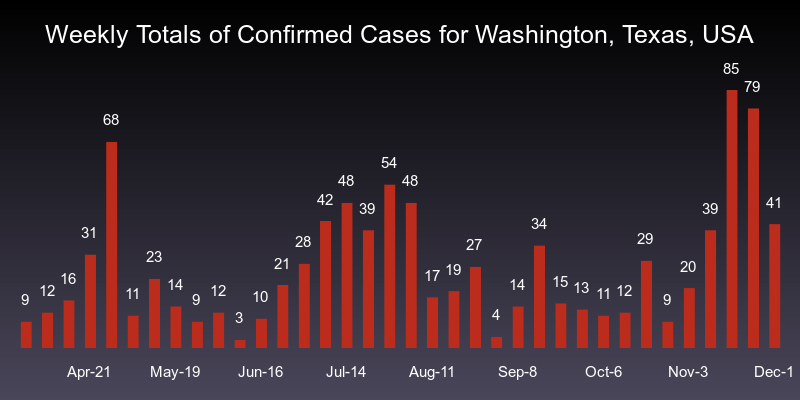 Weekly Totals of Confirmed Cases for Washington, Texas, USA
9 12 16 31 68 11 23 14 9 12 3 10 21 28 42 48 39 54 48 17 19 27 4 14 34 15 13 11 12 29 9 20 39 85 79 41
Apr-21 May-19 Jun-16 Jul-14 Aug-11 Sep-8 Oct-6 Nov-3 Dec-1